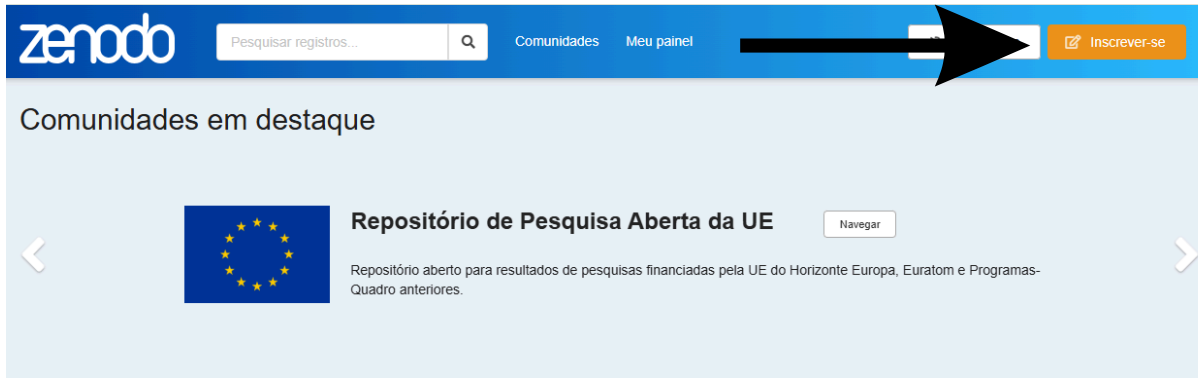 zenodo
Pesquisar registros...
Comunidades
Meu painel
Inscrever-se
Comunidades em destaque
Repositório de Pesquisa Aberta da UE
Navegar
Repositório aberto para resultados de pesquisas financiadas pela UE do Horizonte Europa, Euratom e Programas-
Quadro anteriores.